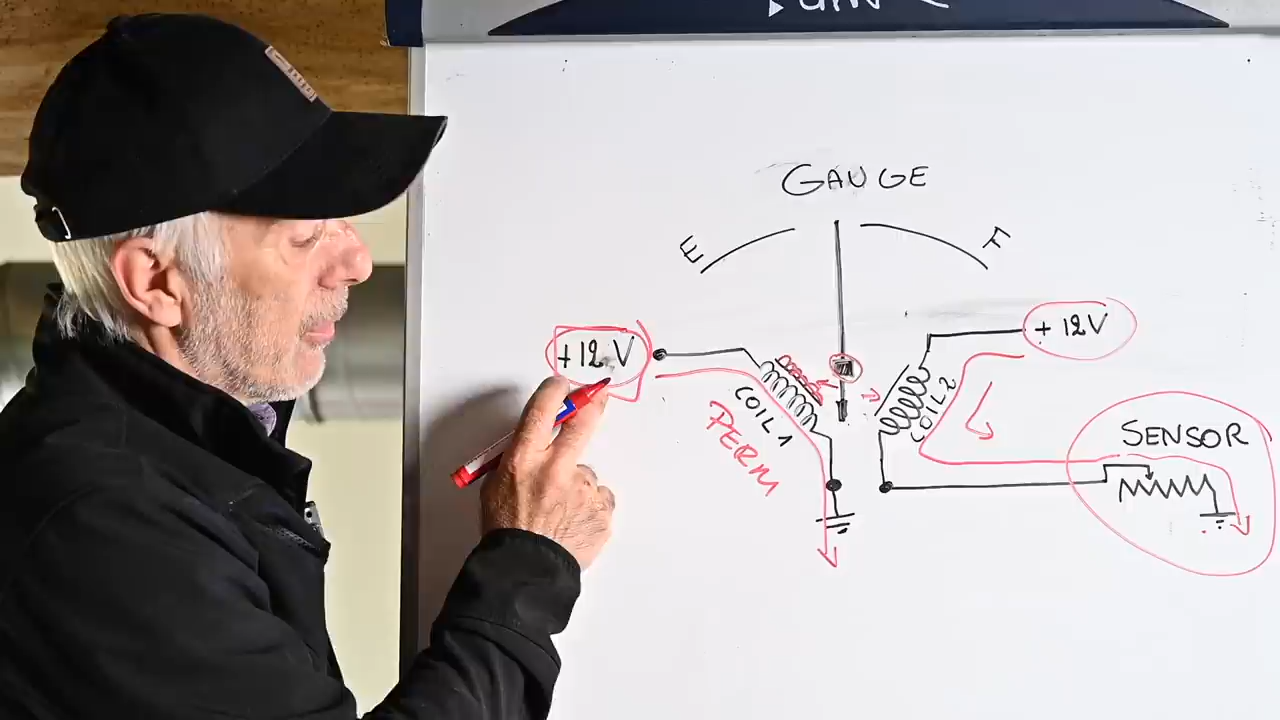 GAUGE
E
F
+12V
+12V
COIL 1
COIL 2
PERM
SENSOR